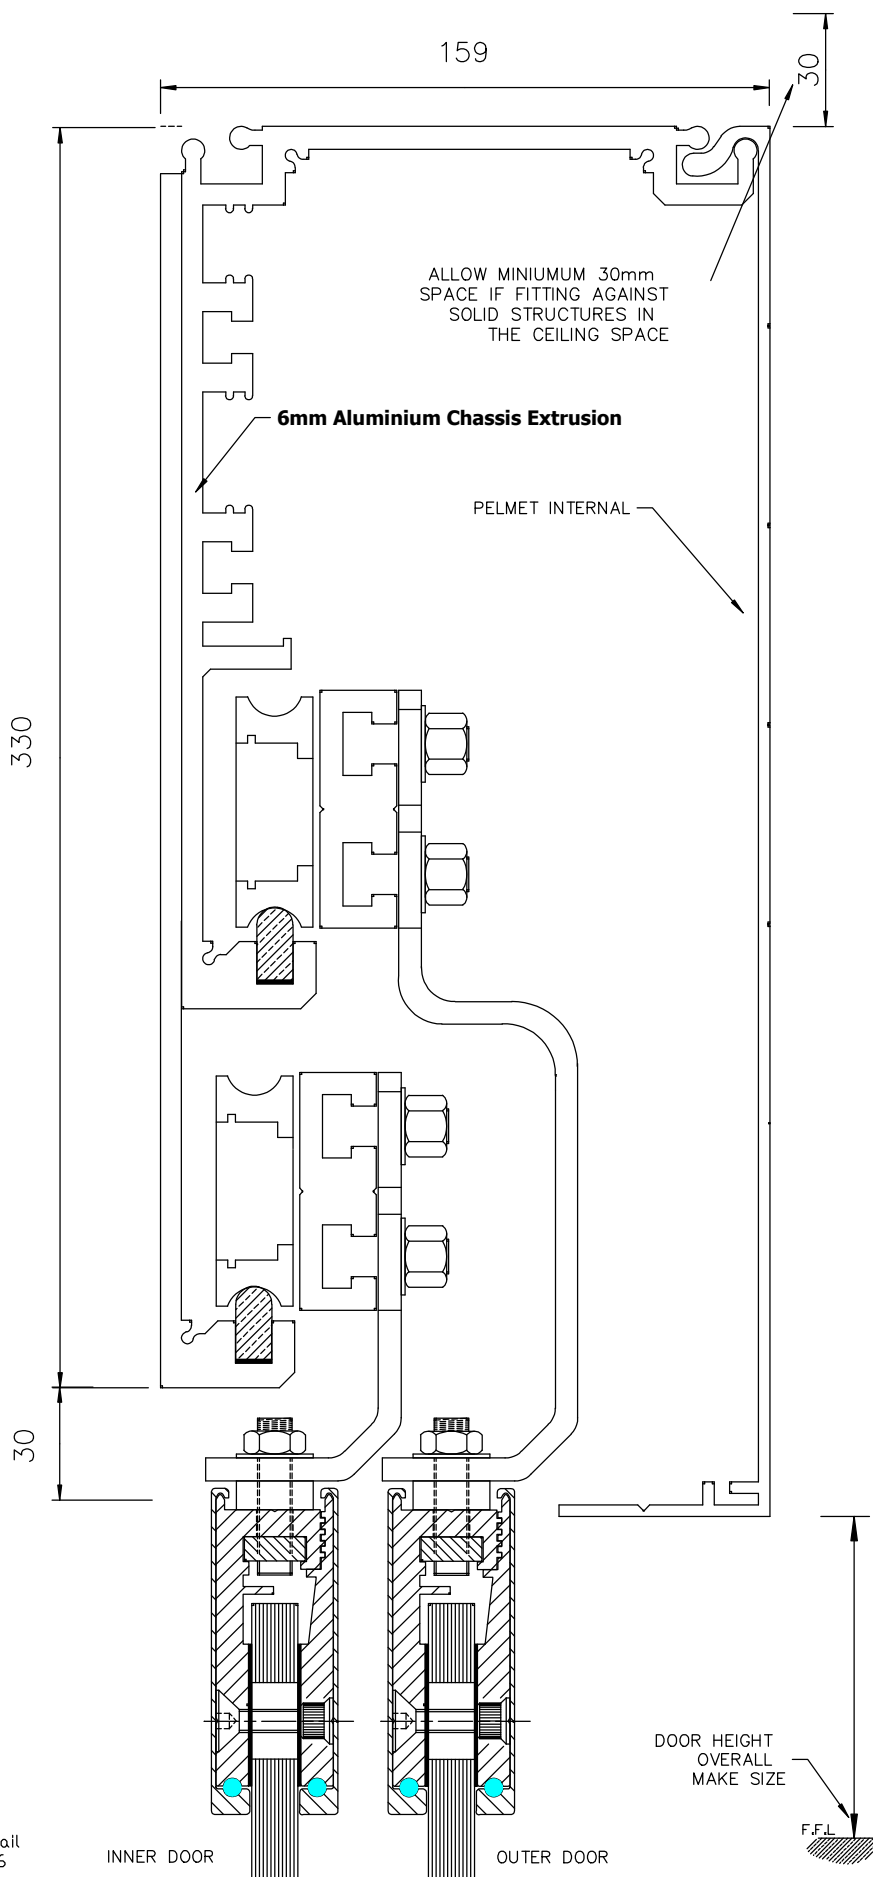 159
30
ALLOW MINIUMUM 30mm
SPACE IF FITTING AGAINST
SOLID STRUCTURES IN
THE CEILING SPACE
6mm Aluminium Chassis Extrusion
PELMET INTERNAL
330
30
DOOR HEIGHT
OVERALL
MAKE SIZE
F.F.L
INNER DOOR
OUTER DOOR